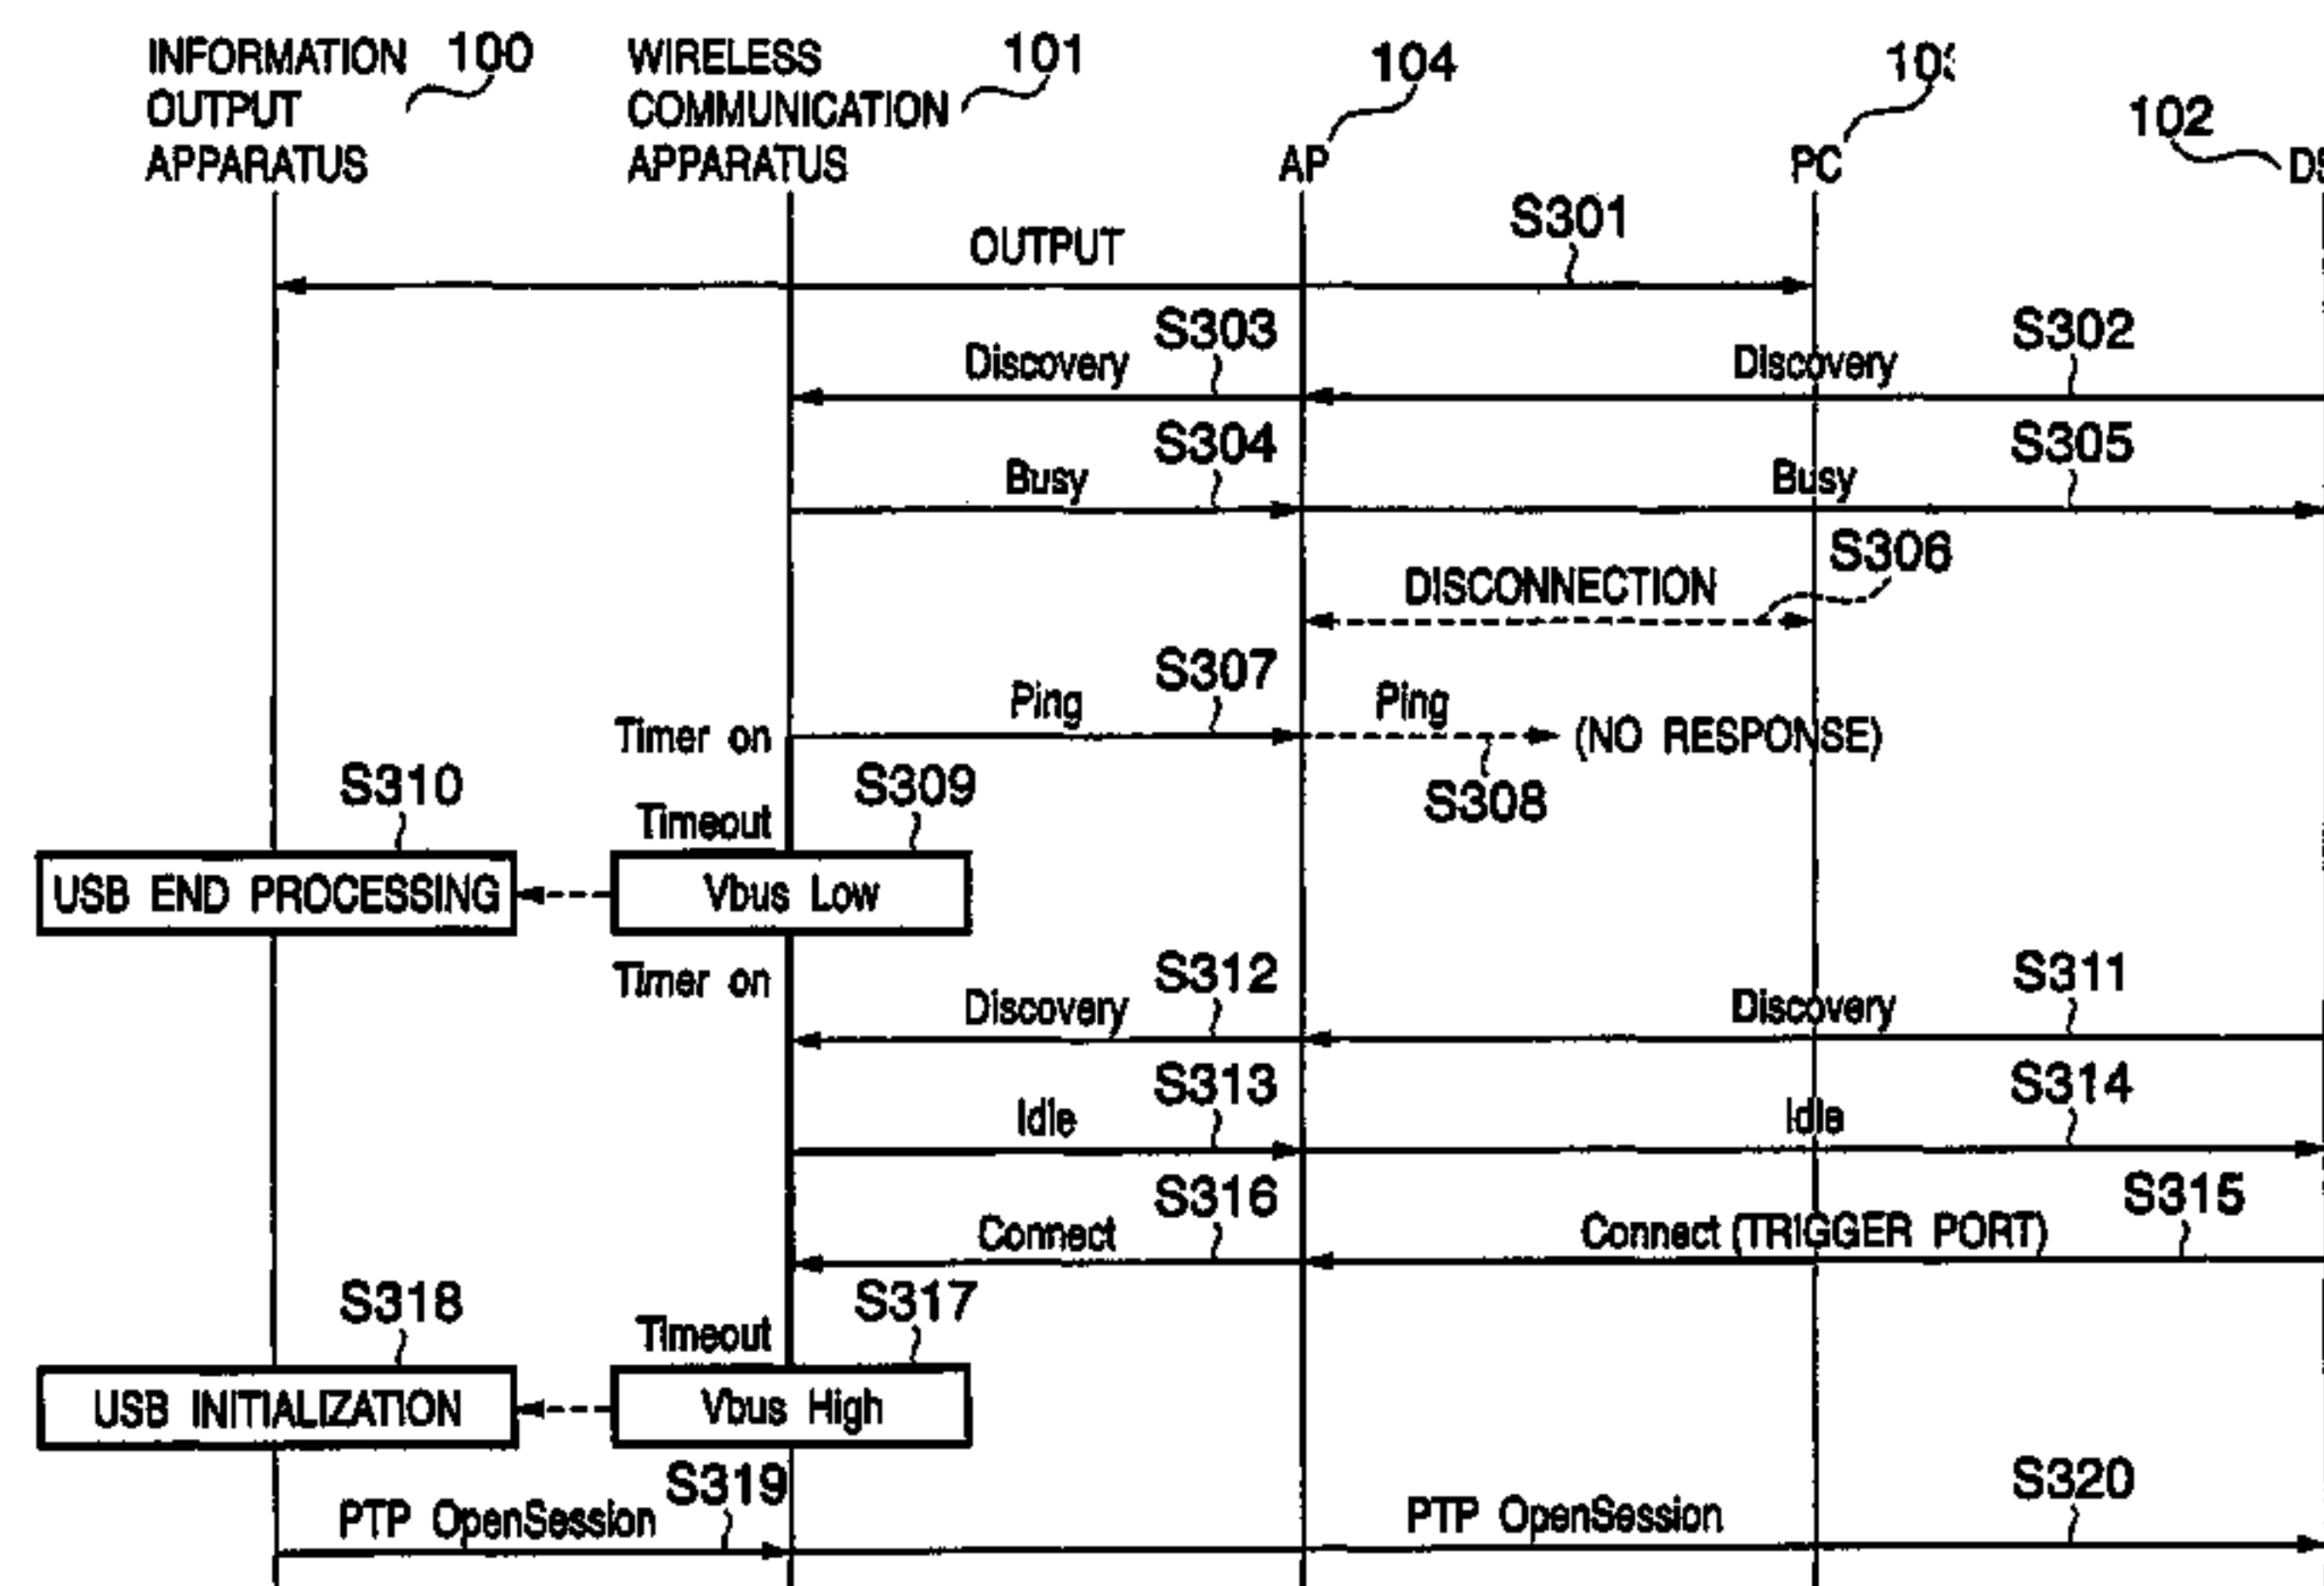 INFORMATION OUTPUT APPARATUS
100
WIRELESS COMMUNICATION APPARATUS
101
AP
104
PC
102
OUTPUT
S301
Discovery
S303
Discovery
S302
Busy
S304
Busy
S305
DISCONNECTION
S306
Timer on
Ping
S307
Ping
(NO RESPONSE)
S308
S310
Timeout
S309
USB END PROCESSING
Vbus Low
Timer on
Discovery
S312
Discovery
S311
Idle
S313
Idle
S314
Connect
S316
Connect (TRIGGER PORT)
S315
S318
Timeout
S317
USB INITIALIZATION
Vbus High
PTP OpenSession
S319
PTP OpenSession
S320